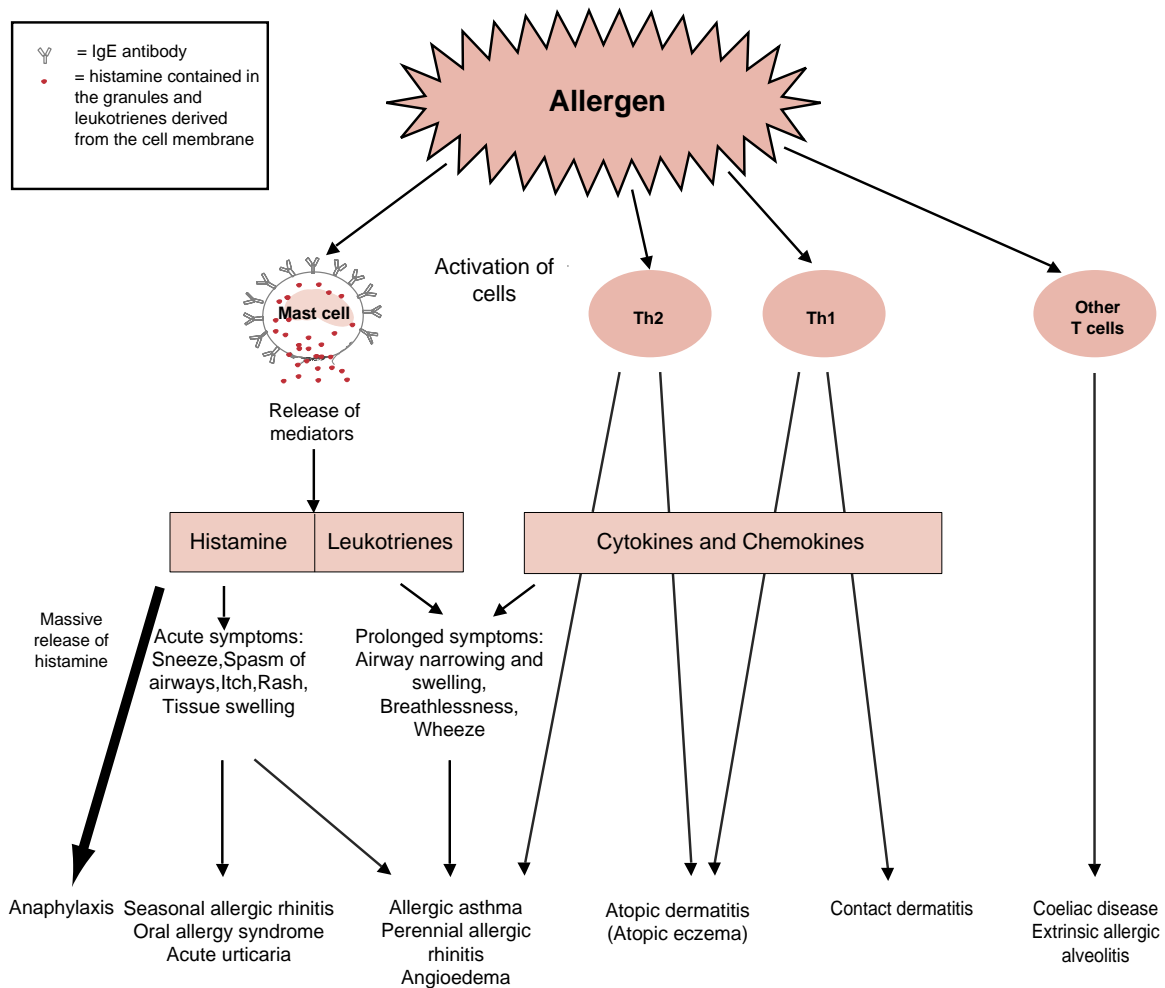 = IgE antibody
= histamine contained in
the granules and
leukotrienes derived
from the cell membrane
Allergen
Activation of
cells
Mast cell
Th2
Th1
Other
T cells
Release of
mediators
Histamine
Leukotrienes
Cytokines and Chemokines
Massive
release of
histamine
Acute symptoms:
Sneeze,Spasm of
airways,Itch,Rash,
Tissue swelling
Prolonged symptoms:
Airway narrowing and
swelling,
Breathlessness,
Wheeze
Anaphylaxis
Seasonal allergic rhinitis
Oral allergy syndrome
Acute urticaria
Allergic asthma
Perennial allergic
rhinitis
Angioedema
Atopic dermatitis
(Atopic eczema)
Contact dermatitis
Coeliac disease
Extrinsic allergic
alveolitis